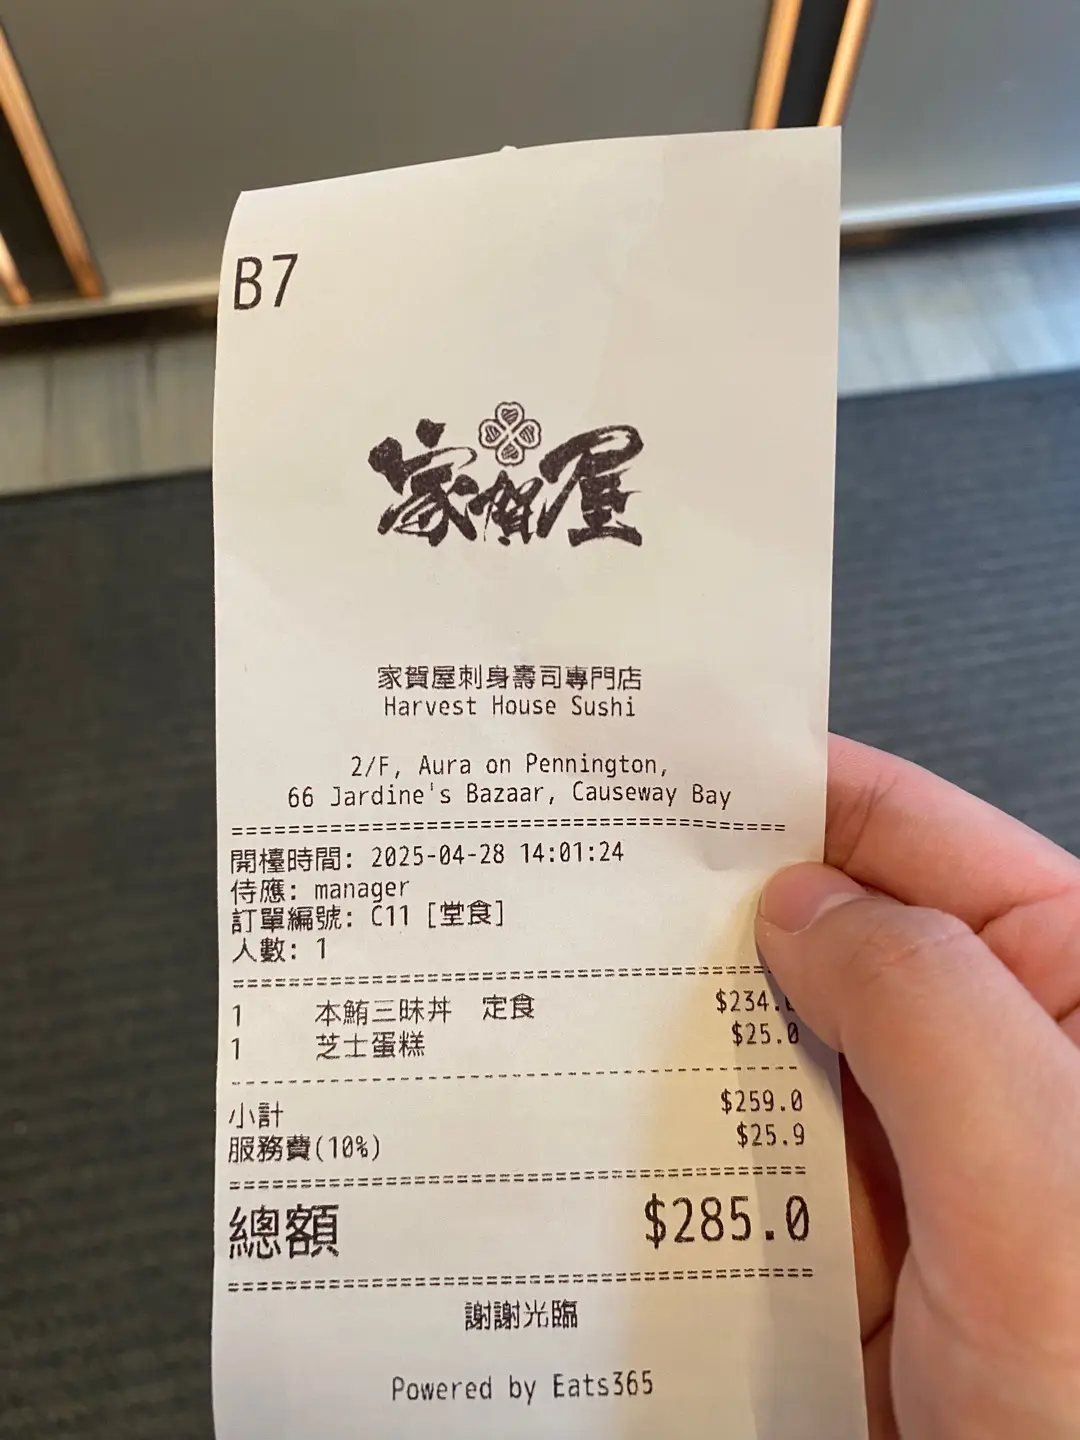 B7
家賀屋
家賀屋刺身壽司專門店
Harvest House Sushi
2/F, Aura on Pennington,
66 Jardine's Bazaar, Causeway Bay
開檯時間: 2025-04-28 14:01:24
侍應: manager
訂單編號: C11 [堂食]
人數: 1
1 本鮪三昧丼 定食 $234.0
1 芝士蛋糕 $25.0
小計 $259.0
服務費(10%) $25.9
總額 $285.0
謝謝光臨
Powered by Eats365